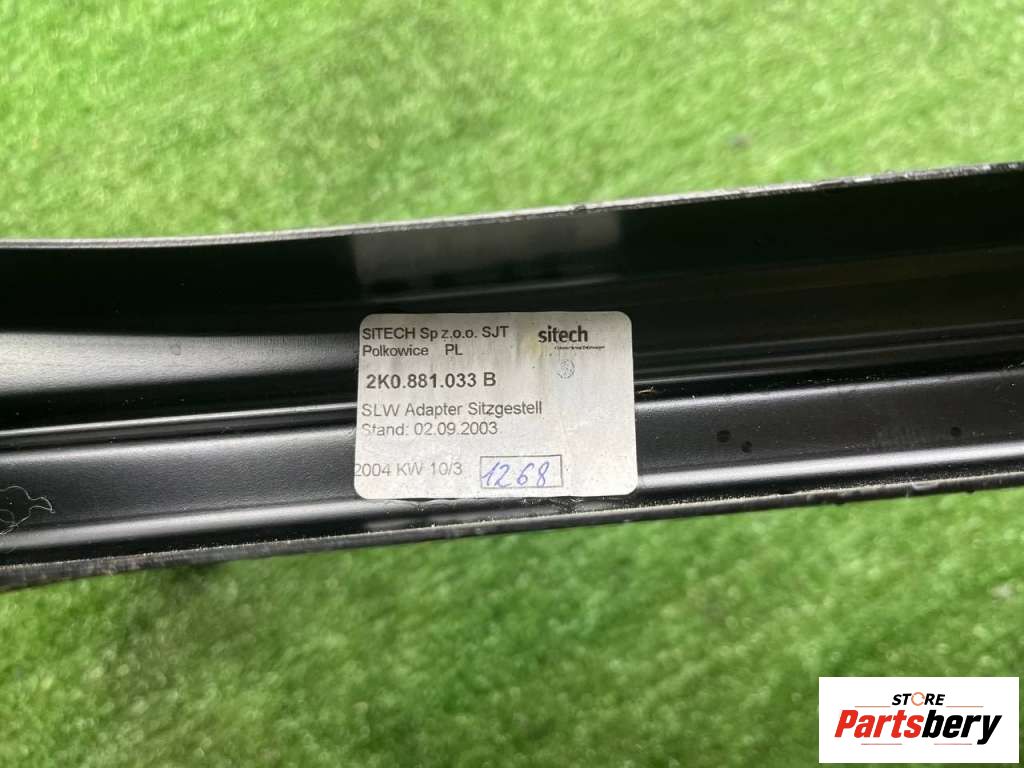 SITECH Sp z.o.o. SJT
Polkowice PL
sitech
2K0.881.033 B
SLW Adapter Sitzgestell
Stand: 02.09.2003
2004 KW 10/3
1268
STORE
Partsbery